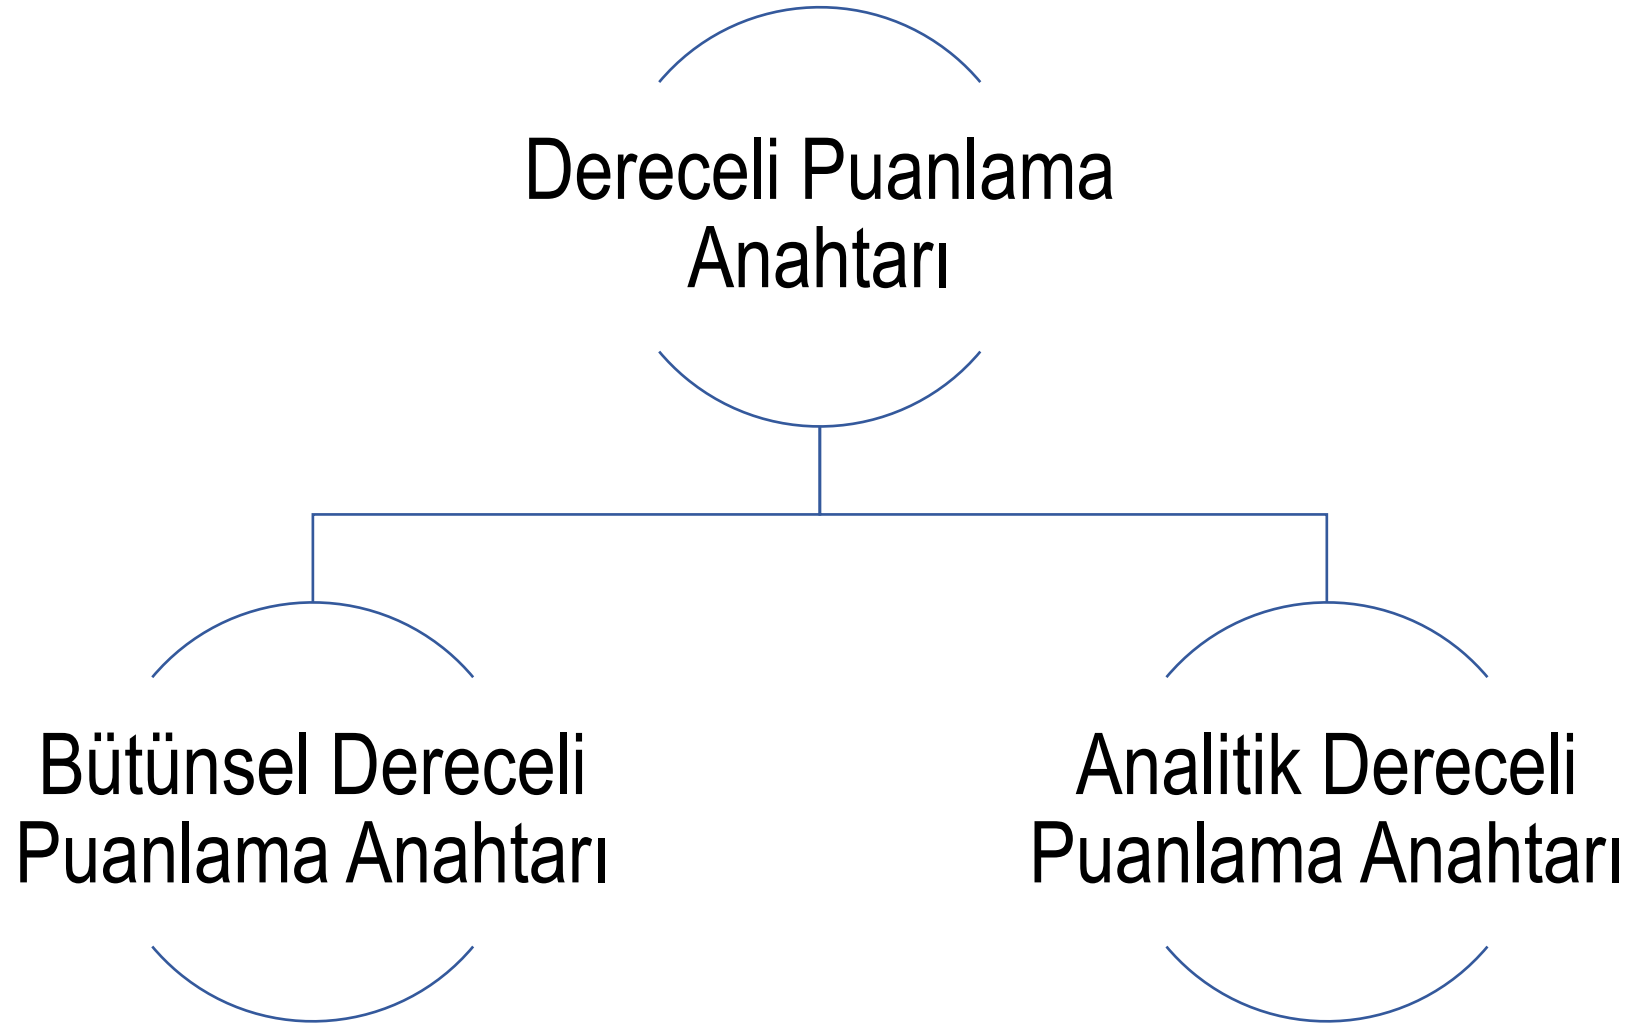 Dereceli Puanlama
Anahtarı
Bütünsel Dereceli
Puanlama Anahtarı
Analitik Dereceli
Puanlama Anahtarı